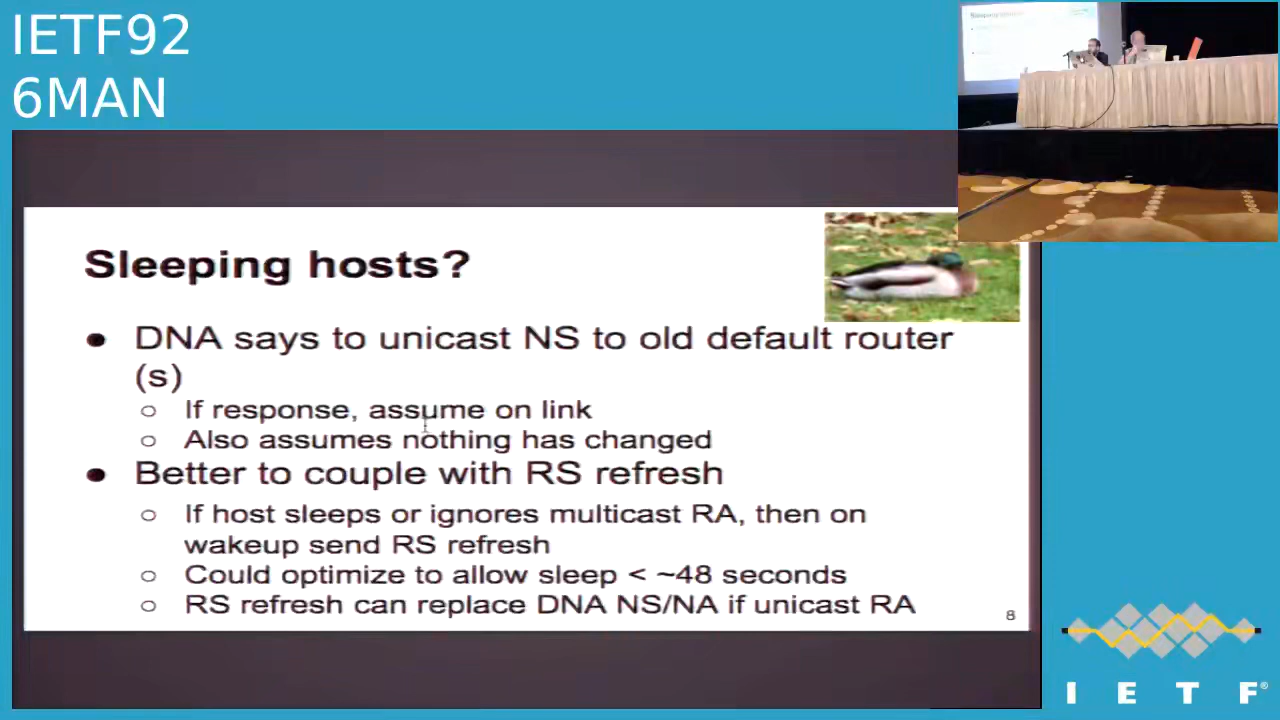 IETF92
6MAN
Sleeping hosts?
● DNA says to unicast NS to old default router
(s)
○ If response, assume on link
○ Also assumes nothing has changed
● Better to couple with RS refresh
○ If host sleeps or ignores multicast RA, then on
wakeup send RS refresh
○ Could optimize to allow sleep < ~48 seconds
○ RS refresh can replace DNA NS/NA if unicast RA
8
I E T F®